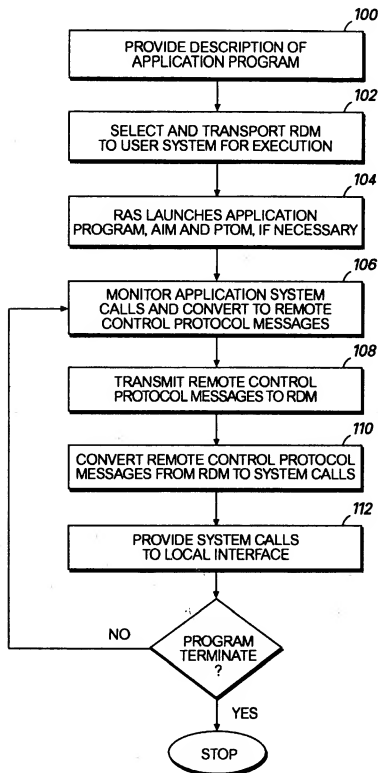 100
PROVIDE DESCRIPTION OF
APPLICATION PROGRAM
102
SELECT AND TRANSPORT RDM
TO USER SYSTEM FOR EXECUTION
104
RAS LAUNCHES APPLICATION
PROGRAM, AIM AND PTOM, IF NECESSARY
106
MONITOR APPLICATION SYSTEM
CALLS AND CONVERT TO REMOTE
CONTROL PROTOCOL MESSAGES
108
TRANSMIT REMOTE CONTROL
PROTOCOL MESSAGES TO RDM
110
CONVERT REMOTE CONTROL PROTOCOL
MESSAGES FROM RDM TO SYSTEM CALLS
112
PROVIDE SYSTEM CALLS
TO LOCAL INTERFACE
NO
PROGRAM
TERMINATE
?
YES
STOP